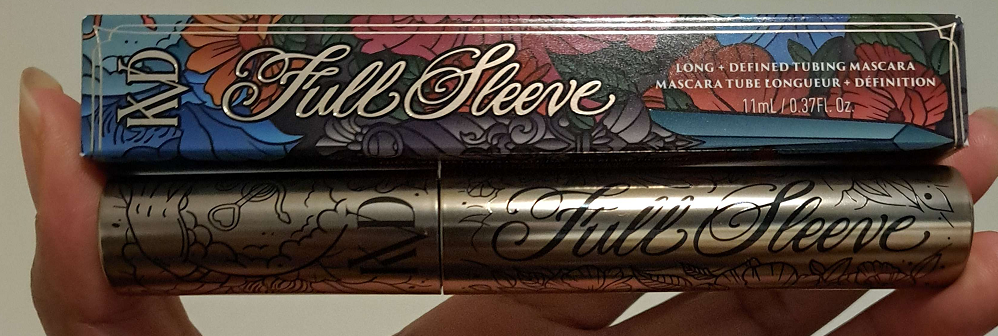 KVD
Full Sleeve
LONG + DEFINED TUBING MASCARA
MASCARA TUBE LONGUEUR + DÉFINITION
11mL / 0.37FL. Oz.
KVD
Full Sleeve